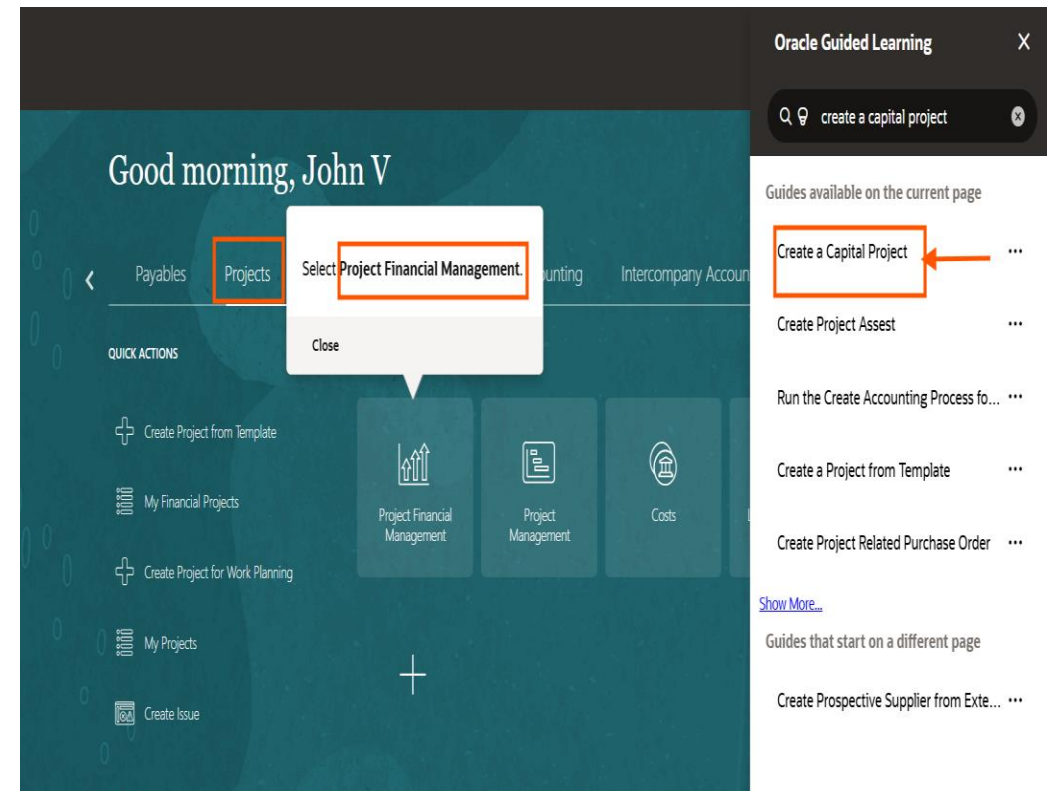 Oracle Guided Learning
create a capital project
Good morning, John V
Payables
Projects
Select Project Financial Management.
Close
unting
Intercompany Accoun
QUICK ACTIONS
Create Project from Template
My Financial Projects
Create Project for Work Planning
My Projects
Create Issue
Project Financial
Management
Project
Management
Costs
Guides available on the current page
Create a Capital Project
Create Project Assest
Run the Create Accounting Process fo...
Create a Project from Template
Create Project Related Purchase Order
Show More...
Guides that start on a different page
Create Prospective Supplier from Exte...